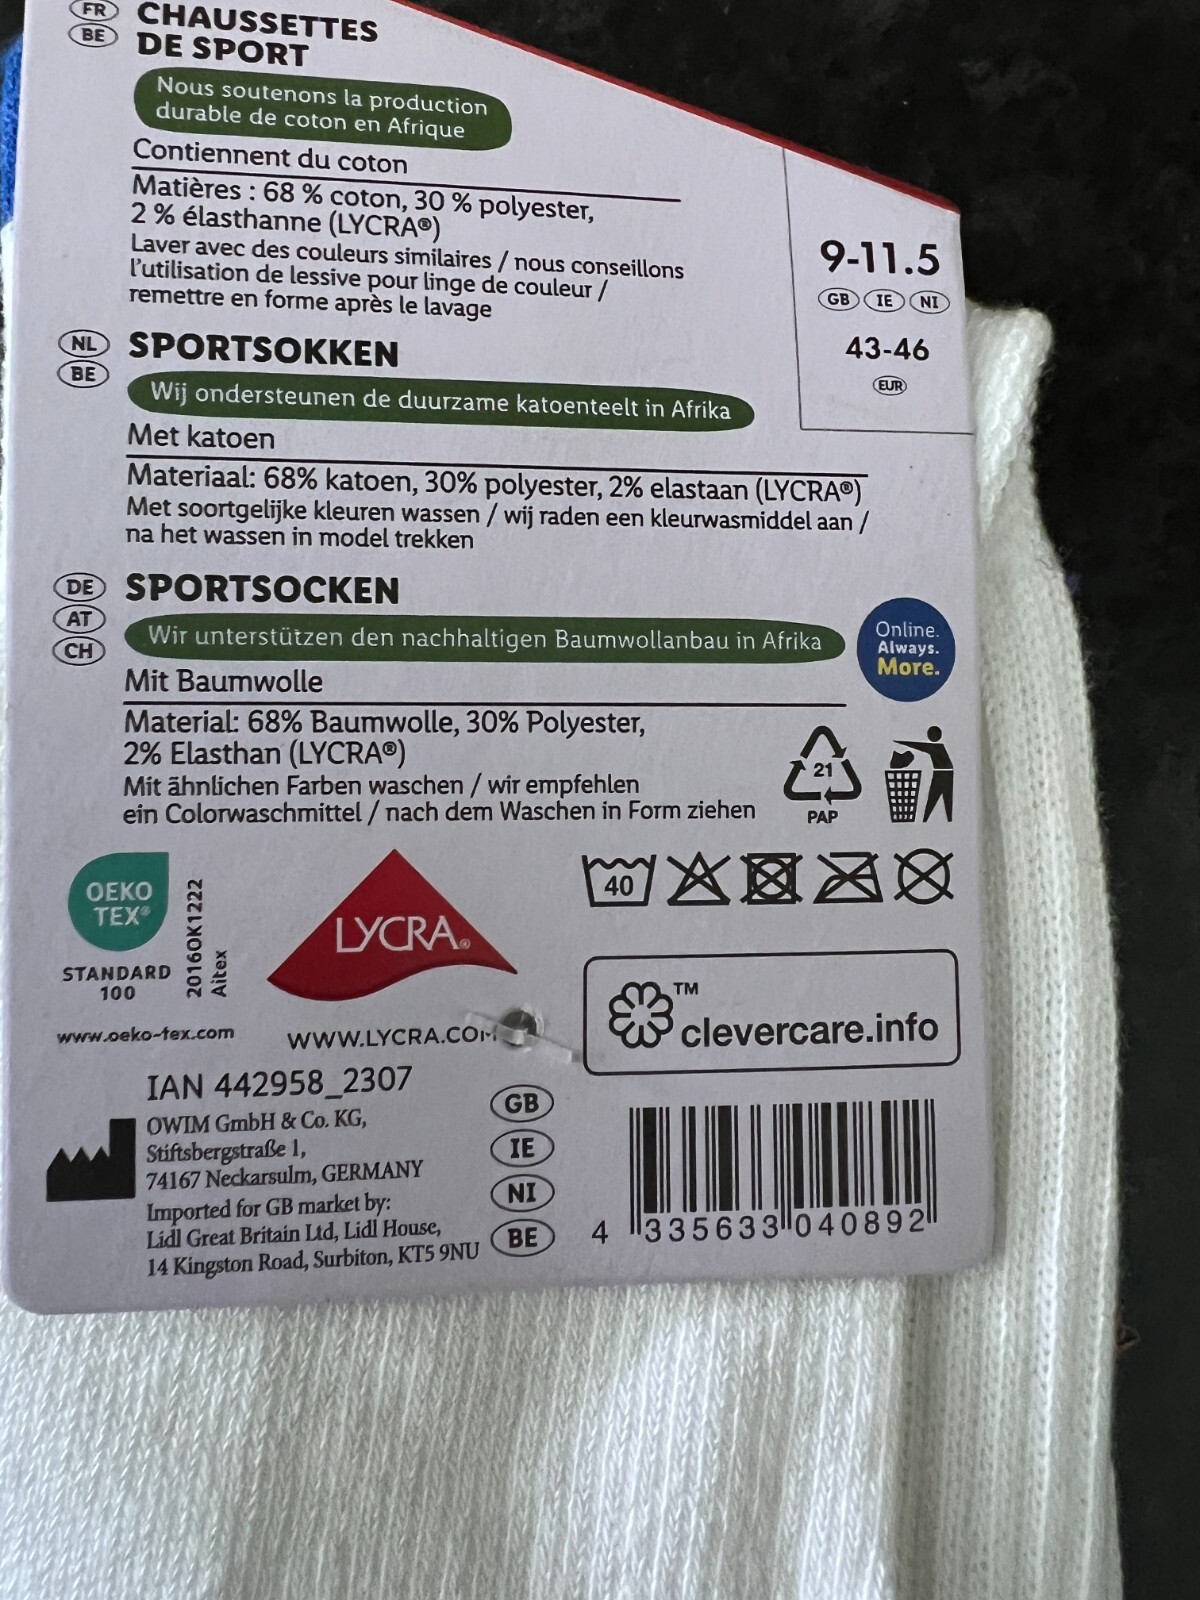 FR
BE
CHAUSSETTES
DE SPORT
Nous soutenons la production
durable de coton en Afrique
Contiennent du coton
Matières : 68 % coton, 30 % polyester,
2 % élasthanne (LYCRA®)
Laver avec des couleurs similaires / nous conseillons
l'utilisation de lessive pour linge de couleur /
remettre en forme après le lavage
9-11.5
GB IE NI
43-46
EUR
NL
BE
SPORTSOKKEN
Wij ondersteunen de duurzame katoenteelt in Afrika
Met katoen
Materiaal: 68% katoen, 30% polyester, 2% elastaan (LYCRA®)
Met soortgelijke kleuren wassen / wij raden een kleurwasmiddel aan /
na het wassen in model trekken
DE
AT
CH
SPORTSOCKEN
Wir unterstützen den nachhaltigen Baumwollanbau in Afrika
Mit Baumwolle
Material: 68% Baumwolle, 30% Polyester,
2% Elasthan (LYCRA®)
Mit ähnlichen Farben waschen / wir empfehlen
ein Colorwaschmittel / nach dem Waschen in Form ziehen
Online.
Always.
More.
21
PAP
OEKO
TEX®
STANDARD
100
2016OK1222
Aitex
www.oeko-tex.com
LYCRA®
WWW.LYCRA.COM
40
™
clevercare.info
IAN 442958_2307
OWIM GmbH & Co. KG,
Stiftsbergstraße 1,
74167 Neckarsulm, GERMANY
Imported for GB market by:
Lidl Great Britain Ltd, Lidl House,
14 Kingston Road, Surbiton, KT5 9NU
GB
IE
NI
BE
4 335633 040892